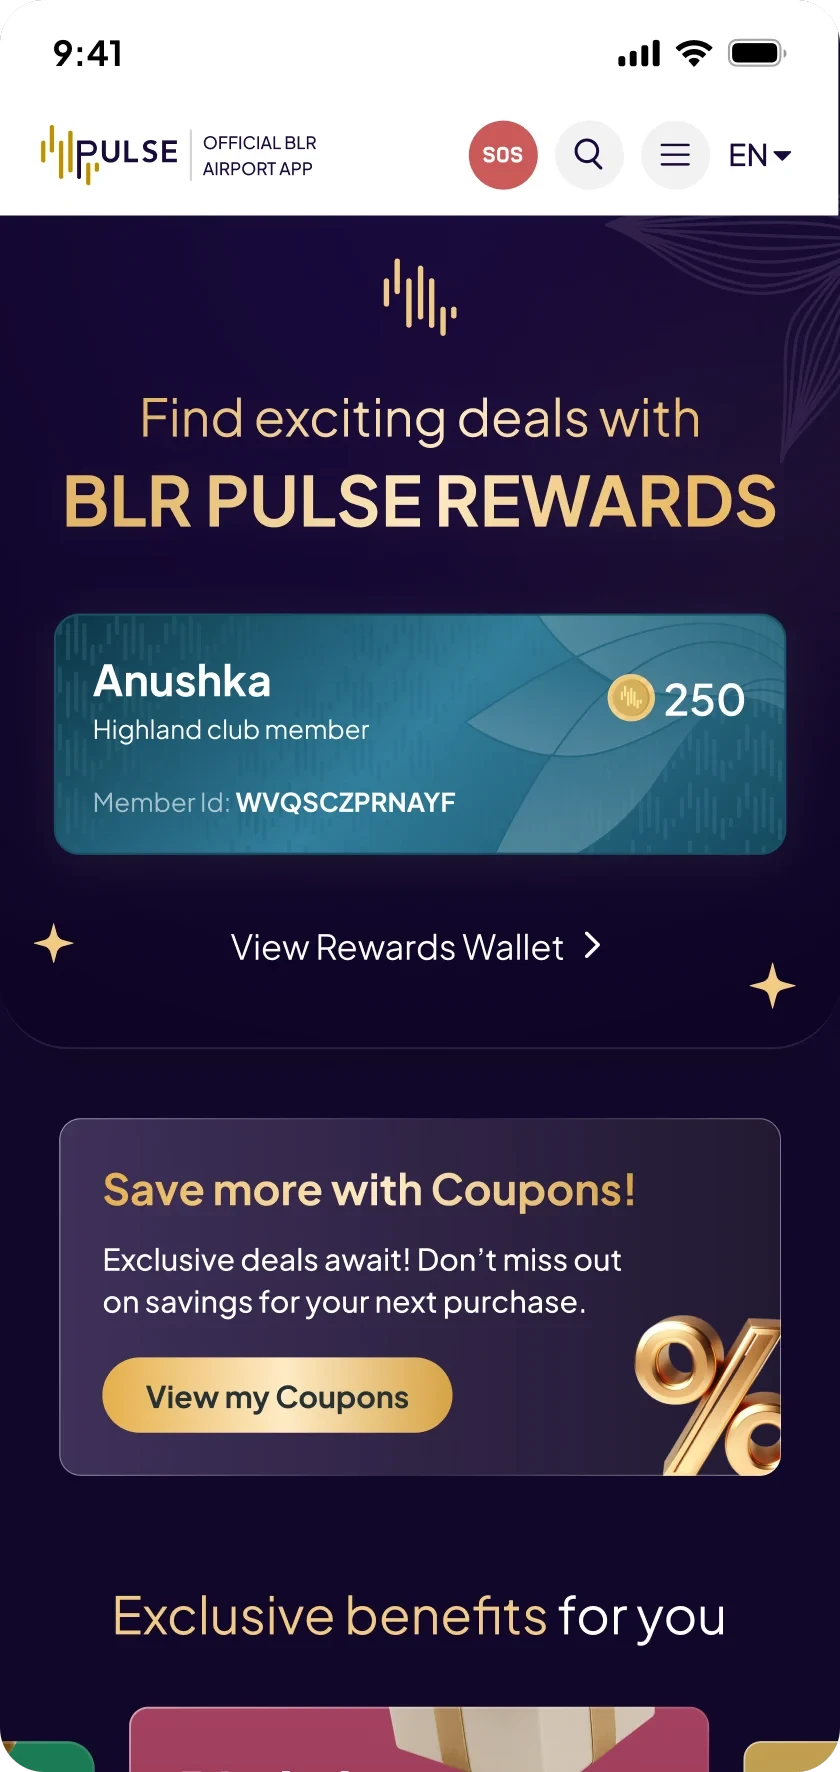 9:41
PULSE
OFFICIAL BLR
AIRPORT APP
SOS
EN
Find exciting deals with
BLR PULSE REWARDS
Anushka
250
Highland club member
Member Id: WVQSCZPRNAYF
View Rewards Wallet
Save more with Coupons!
Exclusive deals await! Don’t miss out
on savings for your next purchase.
View my Coupons
Exclusive benefits for you